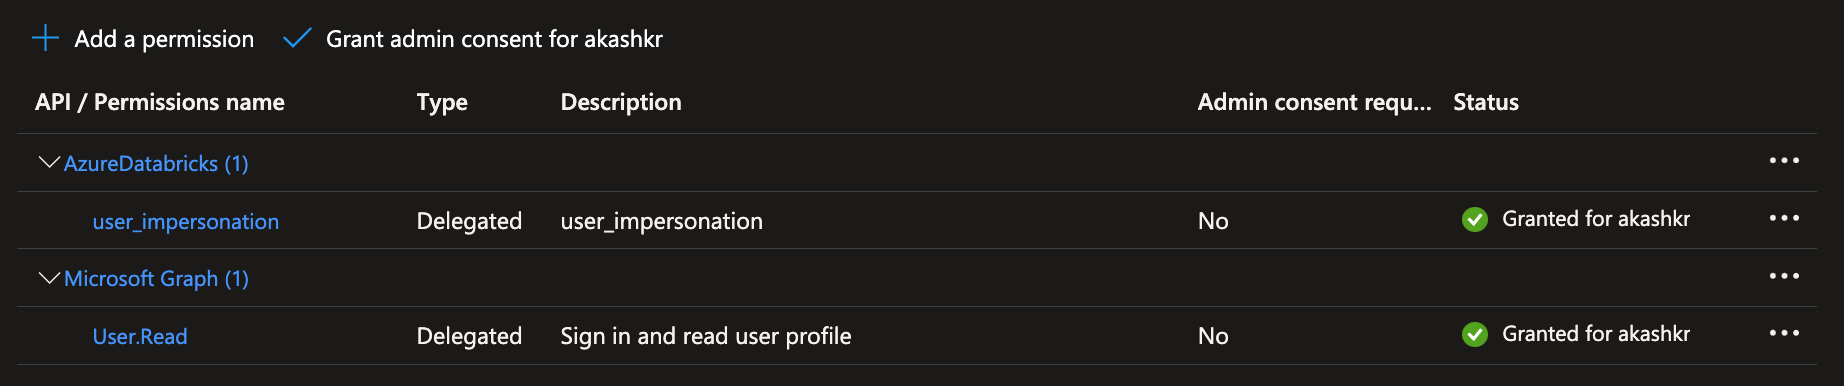 Add a permission Grant admin consent for akashkr
API / Permissions name Type Description Admin consent requ... Status
AzureDatabricks (1)
user_impersonation Delegated user_impersonation No Granted for akashkr
Microsoft Graph (1)
User.Read Delegated Sign in and read user profile No Granted for akashkr